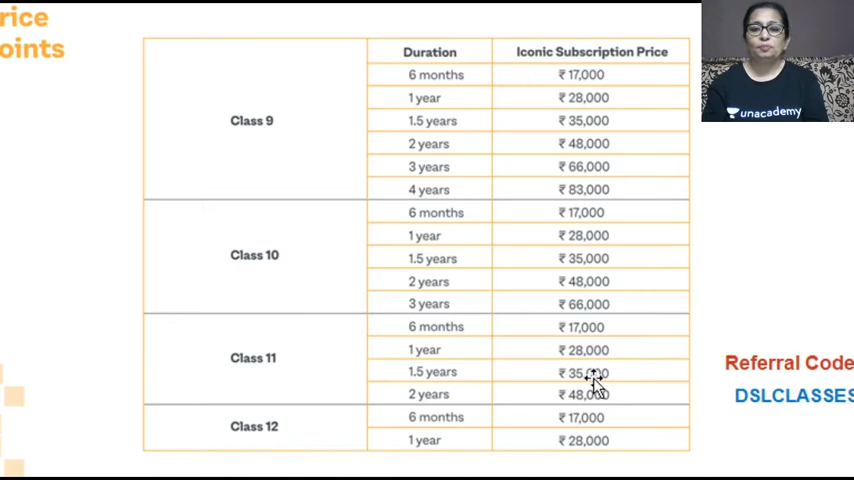 rice
oints
Duration Iconic Subscription Price
Class 9
6 months ₹ 17,000
1 year ₹ 28,000
1.5 years ₹ 35,000
2 years ₹ 48,000
3 years ₹ 66,000
4 years ₹ 83,000
Class 10
6 months ₹ 17,000
1 year ₹ 28,000
1.5 years ₹ 35,000
2 years ₹ 48,000
3 years ₹ 66,000
Class 11
6 months ₹ 17,000
1 year ₹ 28,000
1.5 years ₹ 35,000
2 years ₹ 48,000
Class 12
6 months ₹ 17,000
1 year ₹ 28,000
unacademy
Referral Code
DSLCLASSES